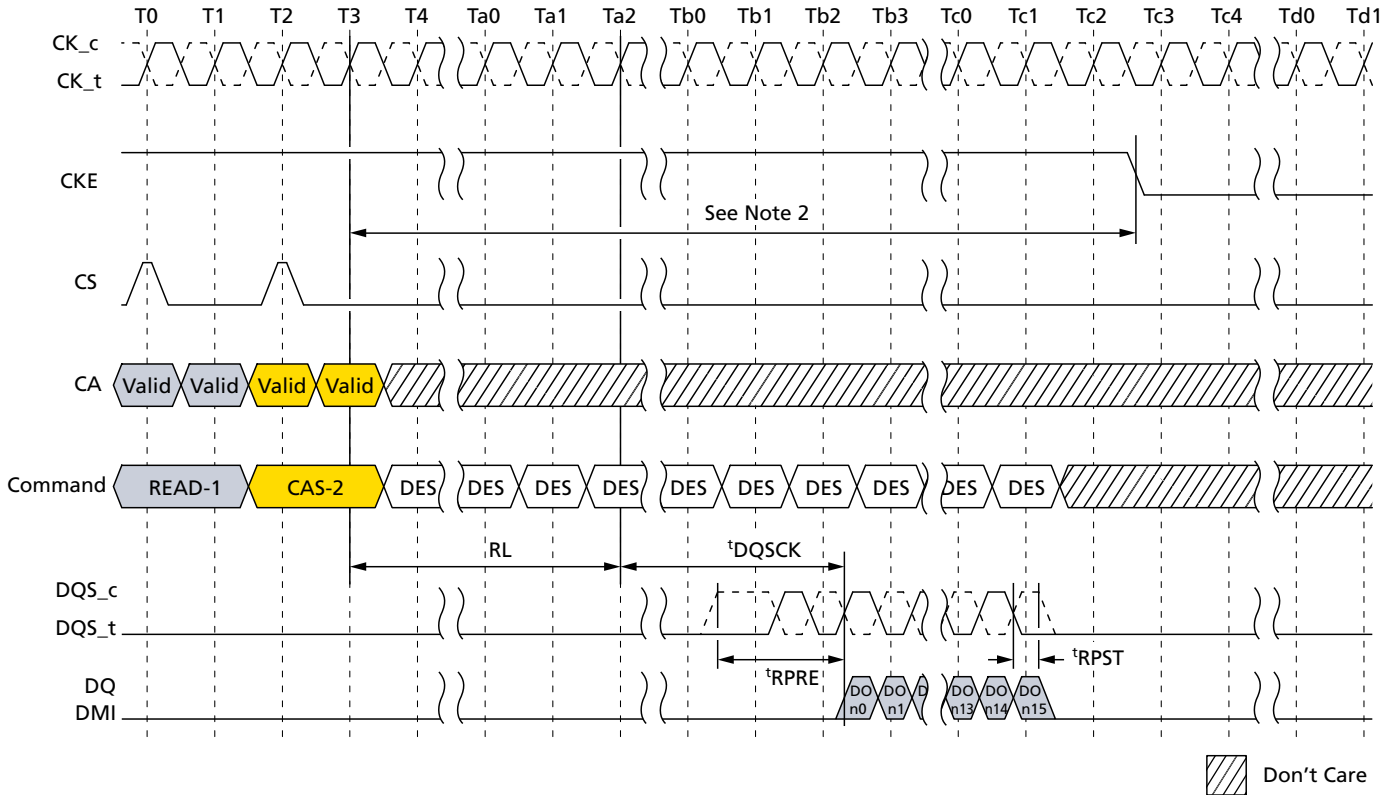 T0 T1 T2 T3 T4 Ta0 Ta1 Ta2 Tb0 Tb1 Tb2 Tb3 Tc0 Tc1 Tc2 Tc3 Tc4 Td0 Td1
CK_c
CK_t
CKE
See Note 2
CS
CA Valid Valid Valid Valid
Command READ-1 CAS-2 DES DES DES DES DES DES DES DES DES DES
RL tDQSCK
DQS_c
DQS_t
tRPRE tRPST
DQ
DMI
DO n0 DO n1 D DO n13 DO n14 DO n15
Don't Care